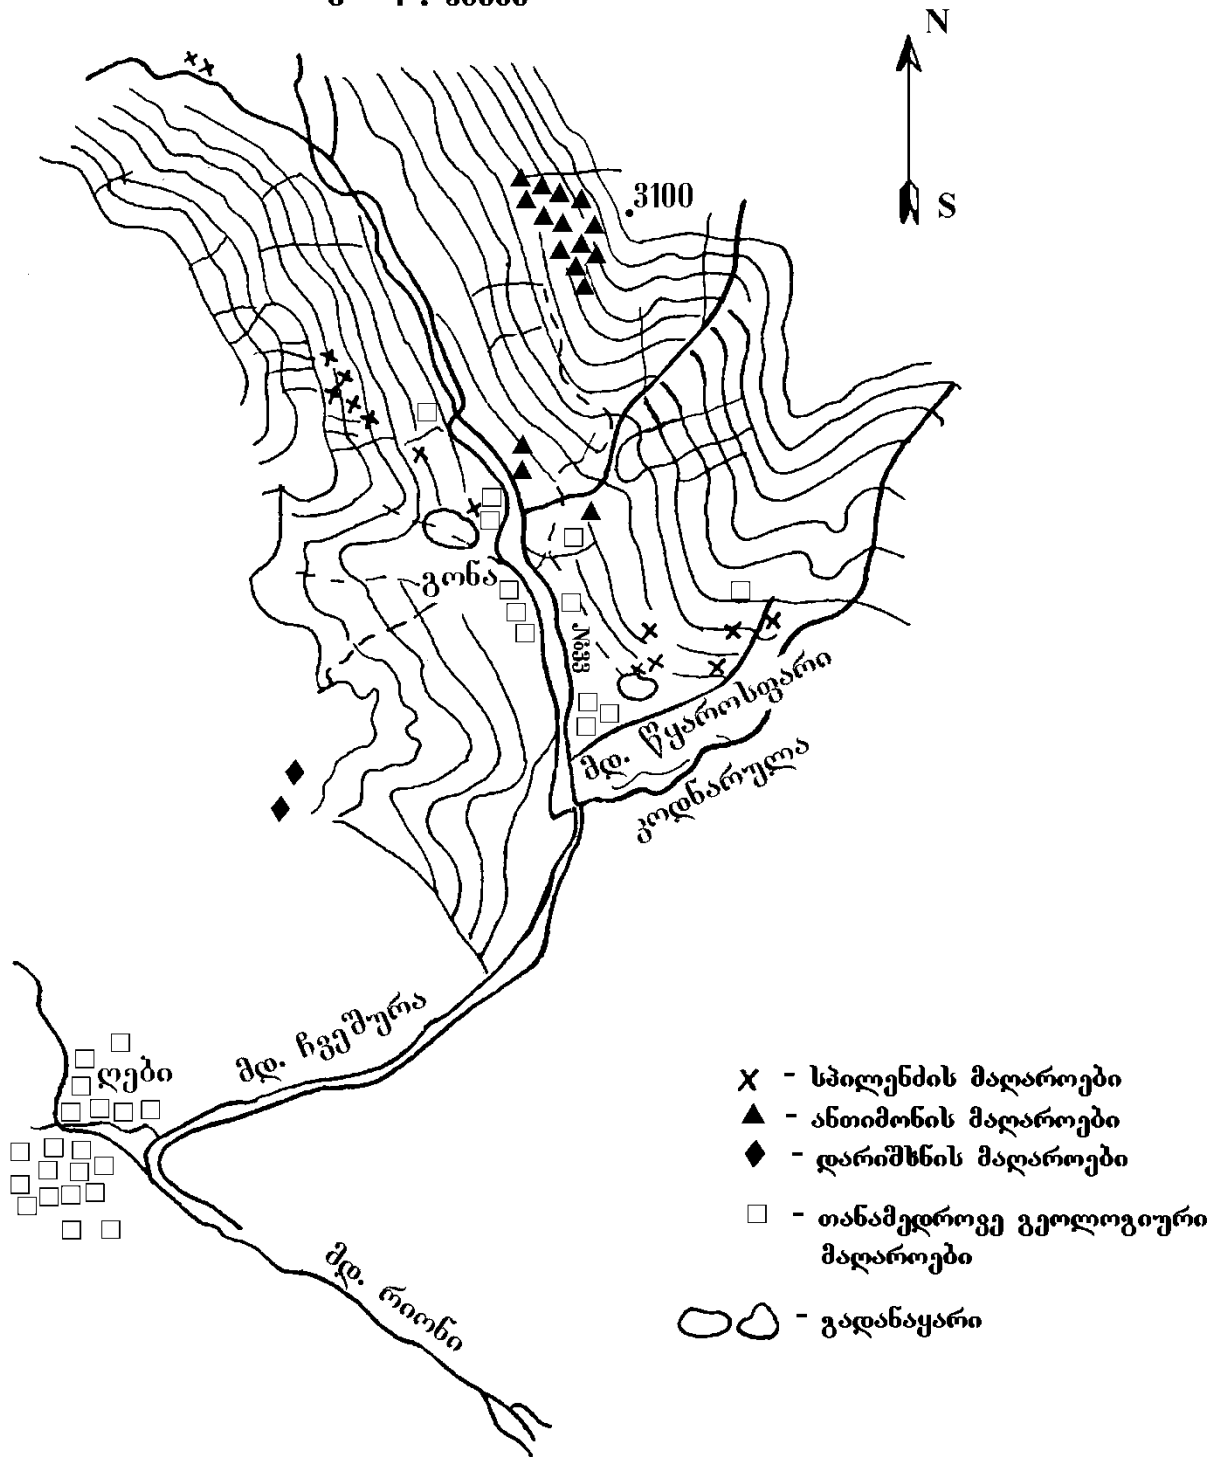 N
S
3100
გონა
№33
მდ. წყაროსფარი
კოდნარულა
მდ. ჩვეშურა
ღები
მდ. რიონი
x - სპილენძის მაღაროები
▲ - ანთიმონის მაღაროები
◆ - დარიშხნის მაღაროები
□ - თანამედროვე გეოლოგიური
მაღაროები
- გადანაყარი